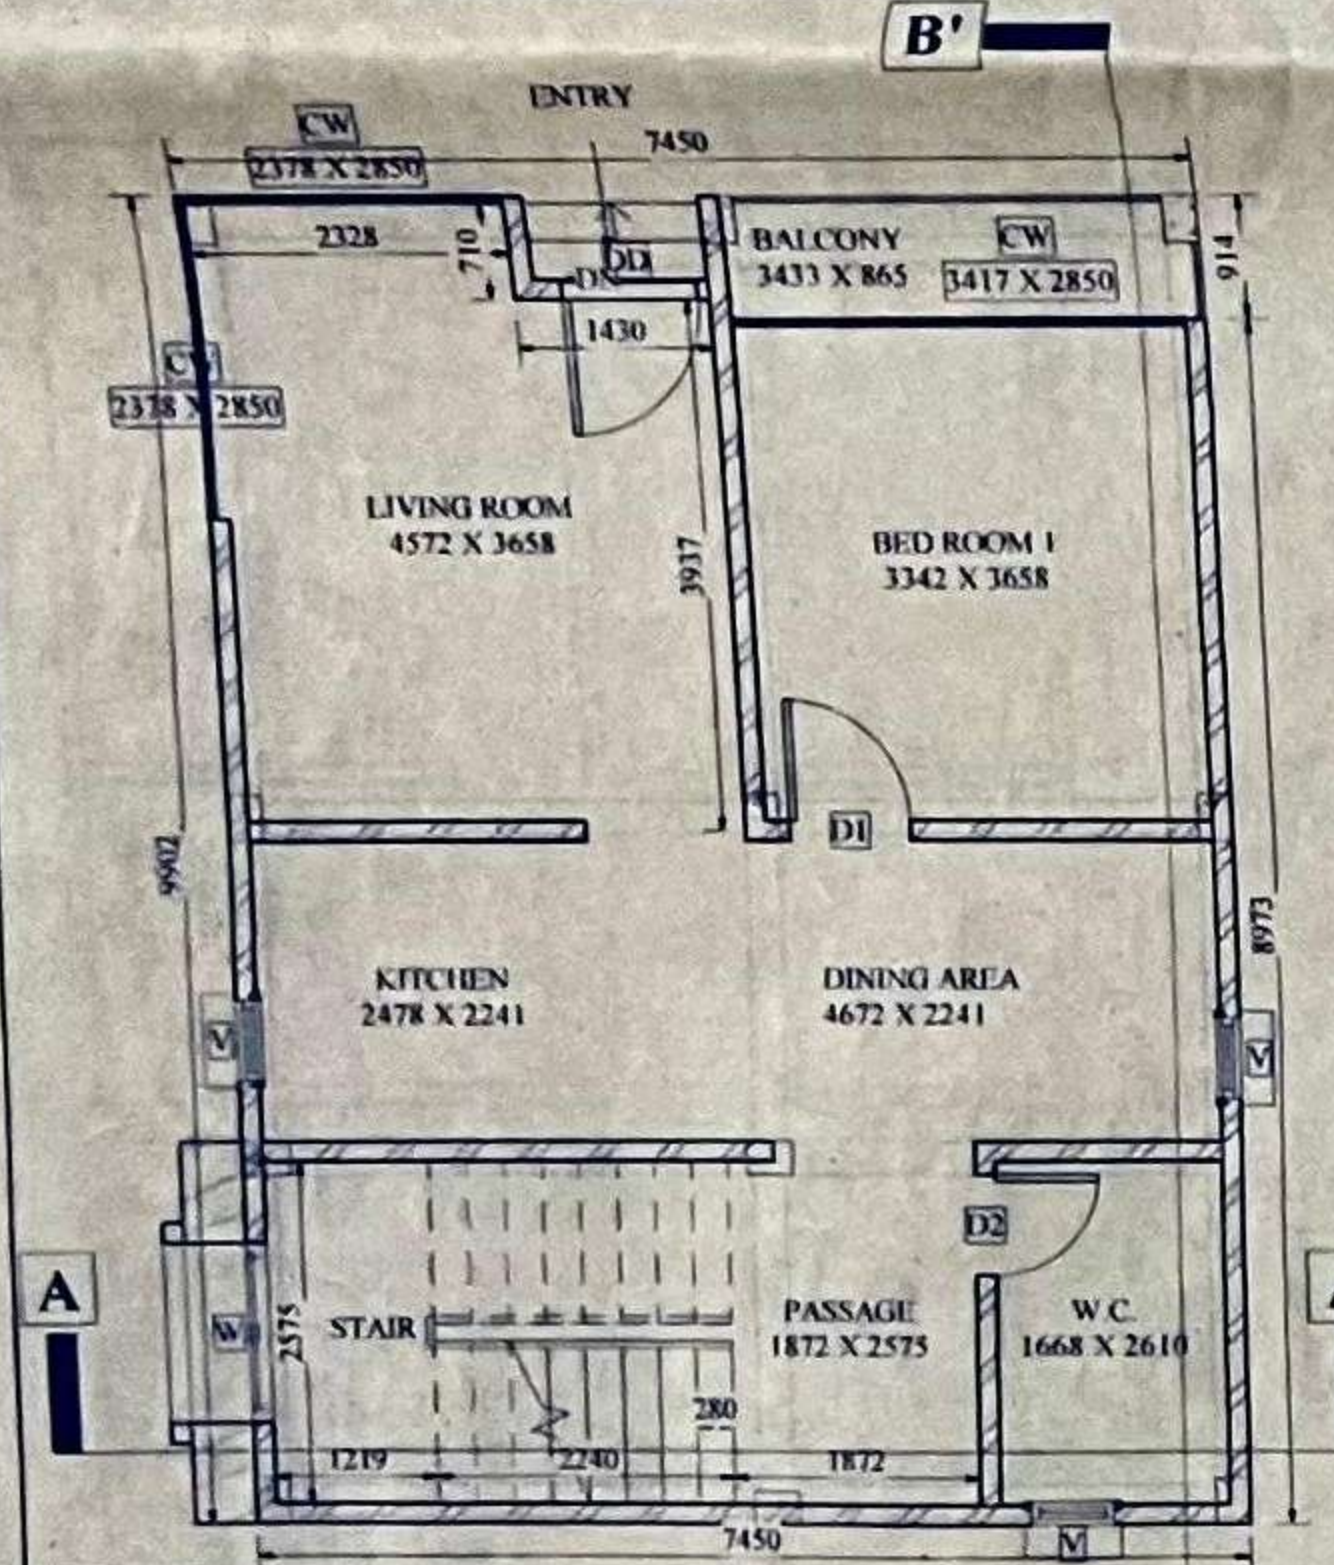 B'
ENTRY
CW
2378 X 2850
7450
2328
710
D1
BALCONY
3433 X 865
CW
3417 X 2850
914
1430
CW
2378 X 2850
LIVING ROOM
4572 X 3658
3937
BED ROOM 1
3342 X 3658
D1
9902
8973
KITCHEN
2478 X 2241
DINING AREA
4672 X 2241
V
V
D2
A
W
2575
STAIR
PASSAGE
1872 X 2575
W.C.
1668 X 2610
280
1219
2240
1872
7450
V